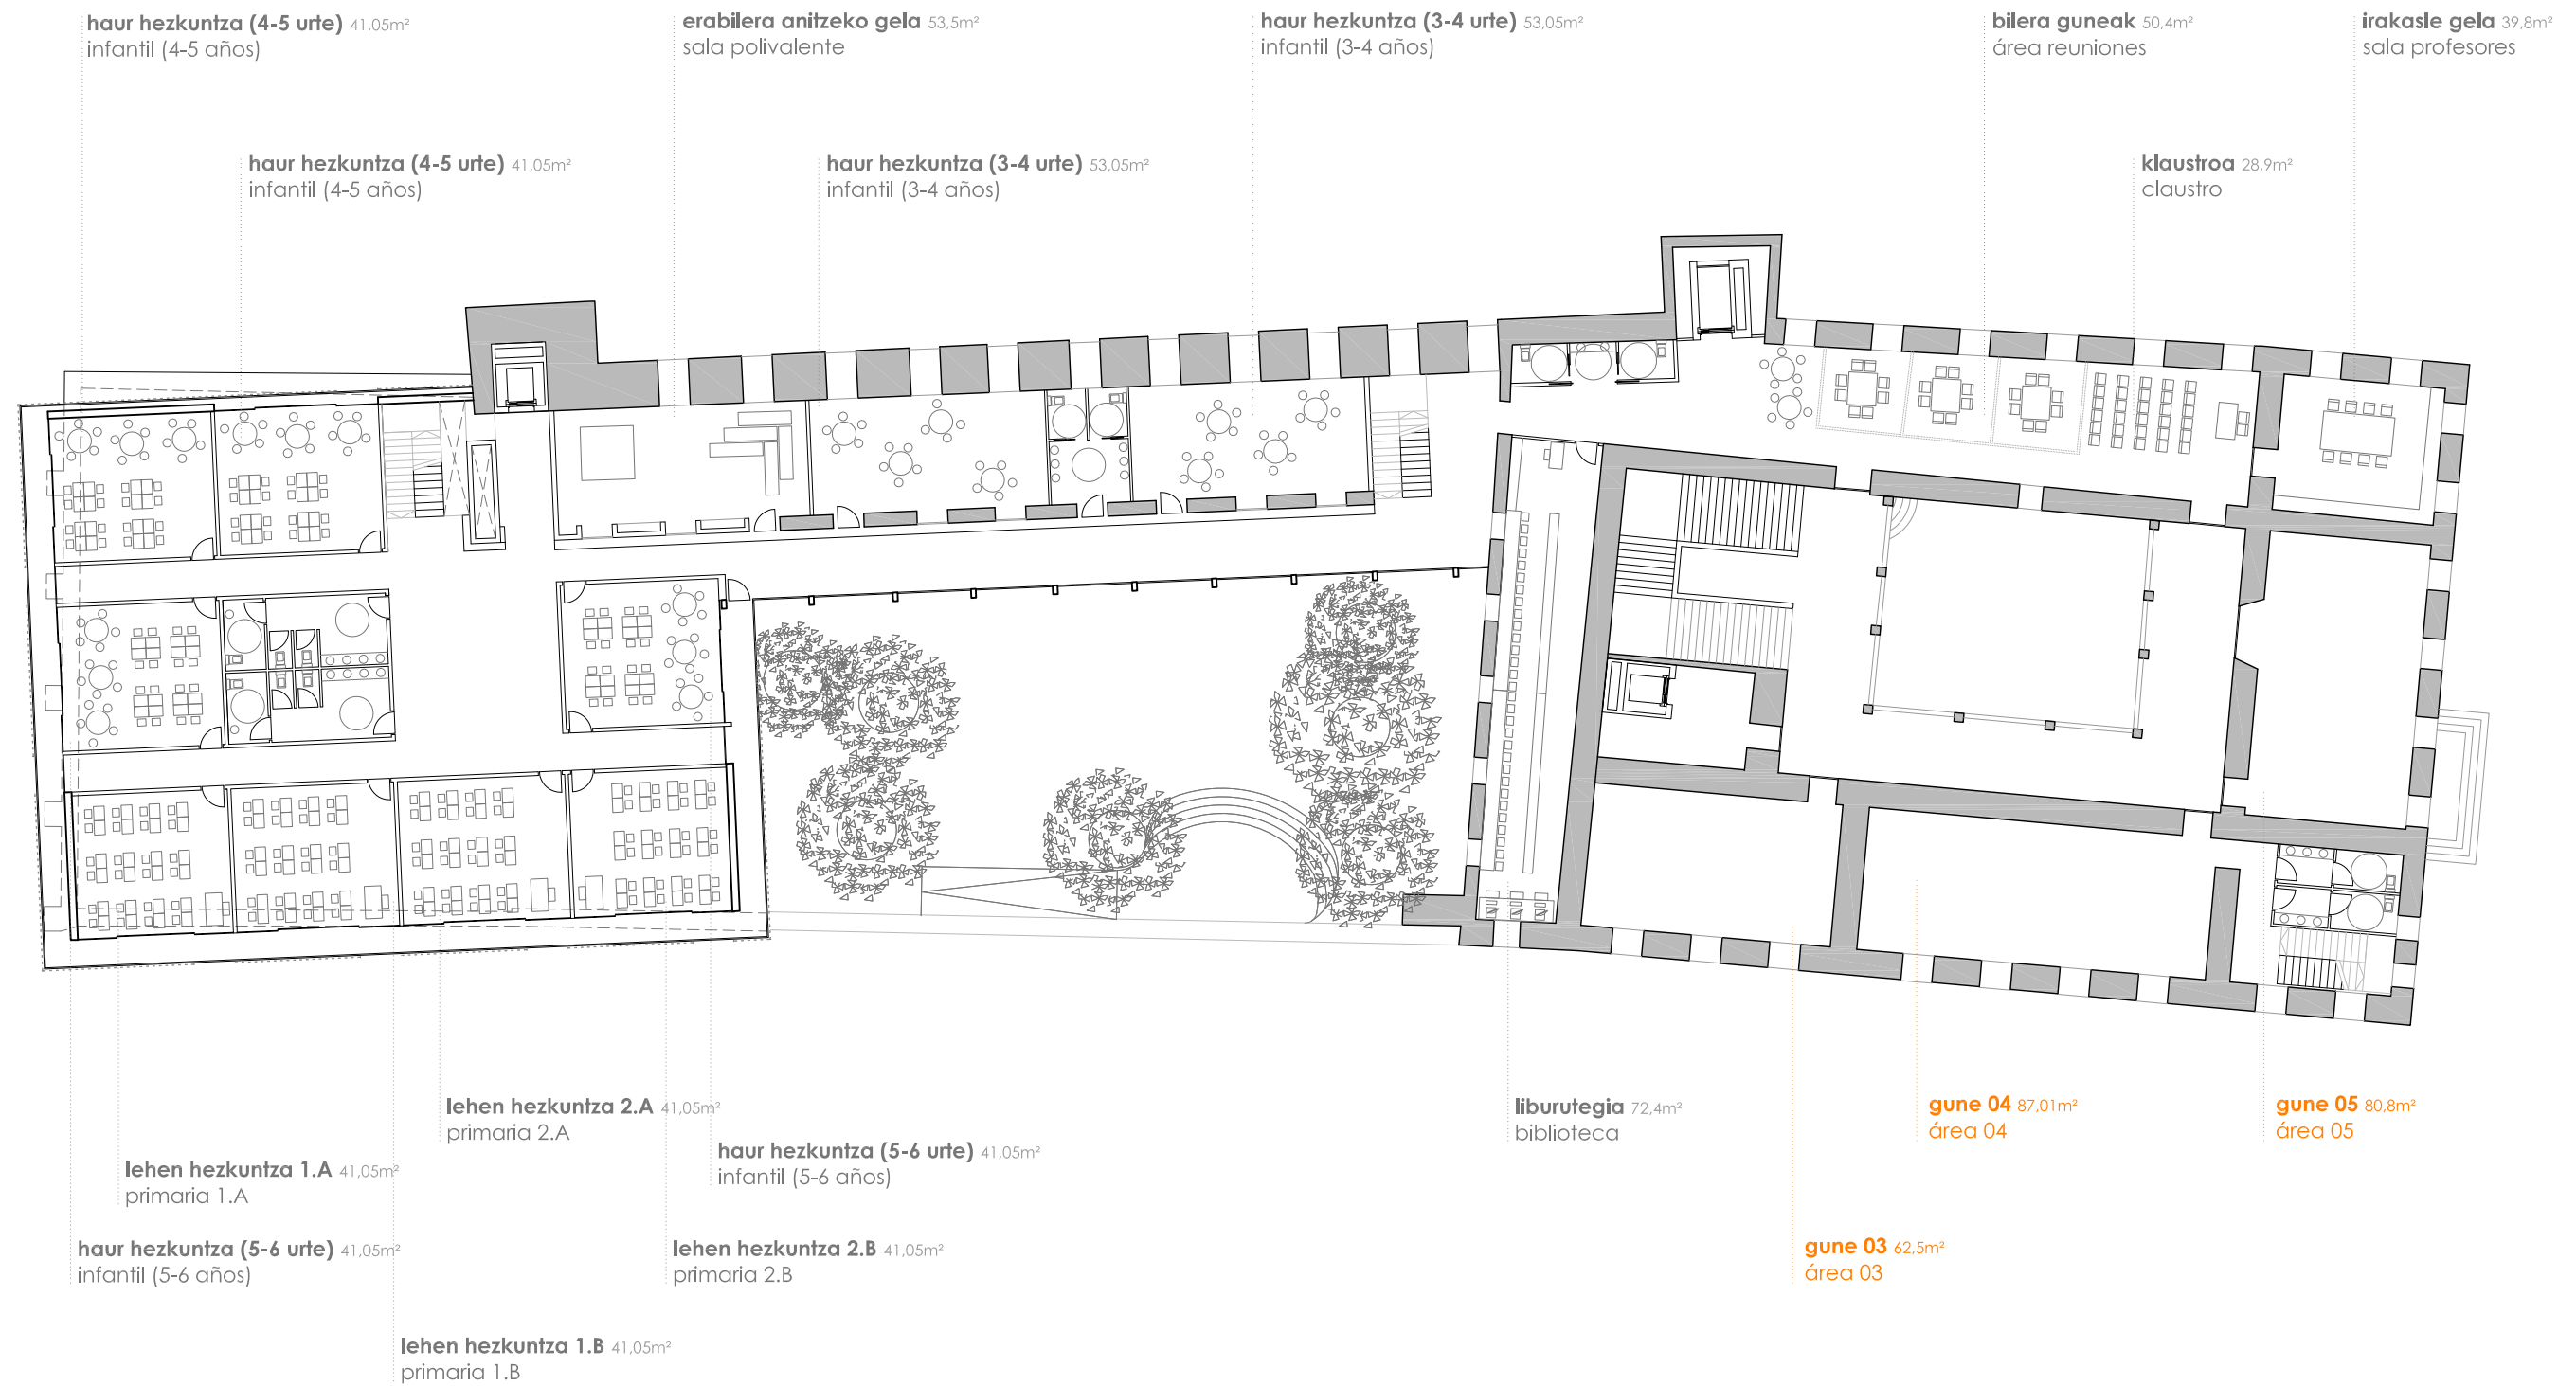 haur hezkuntza (4-5 urte) 41,05m²
infantil (4-5 años)
erabilera anitzeko gela 53,5m²
sala polivalente
haur hezkuntza (3-4 urte) 53,05m²
infantil (3-4 años)
bilera guneak 50,4m²
área reuniones
irakasle gela 39,8m²
sala profesores
haur hezkuntza (4-5 urte) 41,05m²
infantil (4-5 años)
haur hezkuntza (3-4 urte) 53,05m²
infantil (3-4 años)
klaustroa 28,9m²
claustro
lehen hezkuntza 2.A 41,05m²
primaria 2.A
liburutegia 72,4m²
biblioteca
gune 04 87,01m²
área 04
gune 05 80,8m²
área 05
haur hezkuntza (5-6 urte) 41,05m²
infantil (5-6 años)
lehen hezkuntza 1.A 41,05m²
primaria 1.A
haur hezkuntza (5-6 urte) 41,05m²
infantil (5-6 años)
lehen hezkuntza 2.B 41,05m²
primaria 2.B
gune 03 62,5m²
área 03
lehen hezkuntza 1.B 41,05m²
primaria 1.B